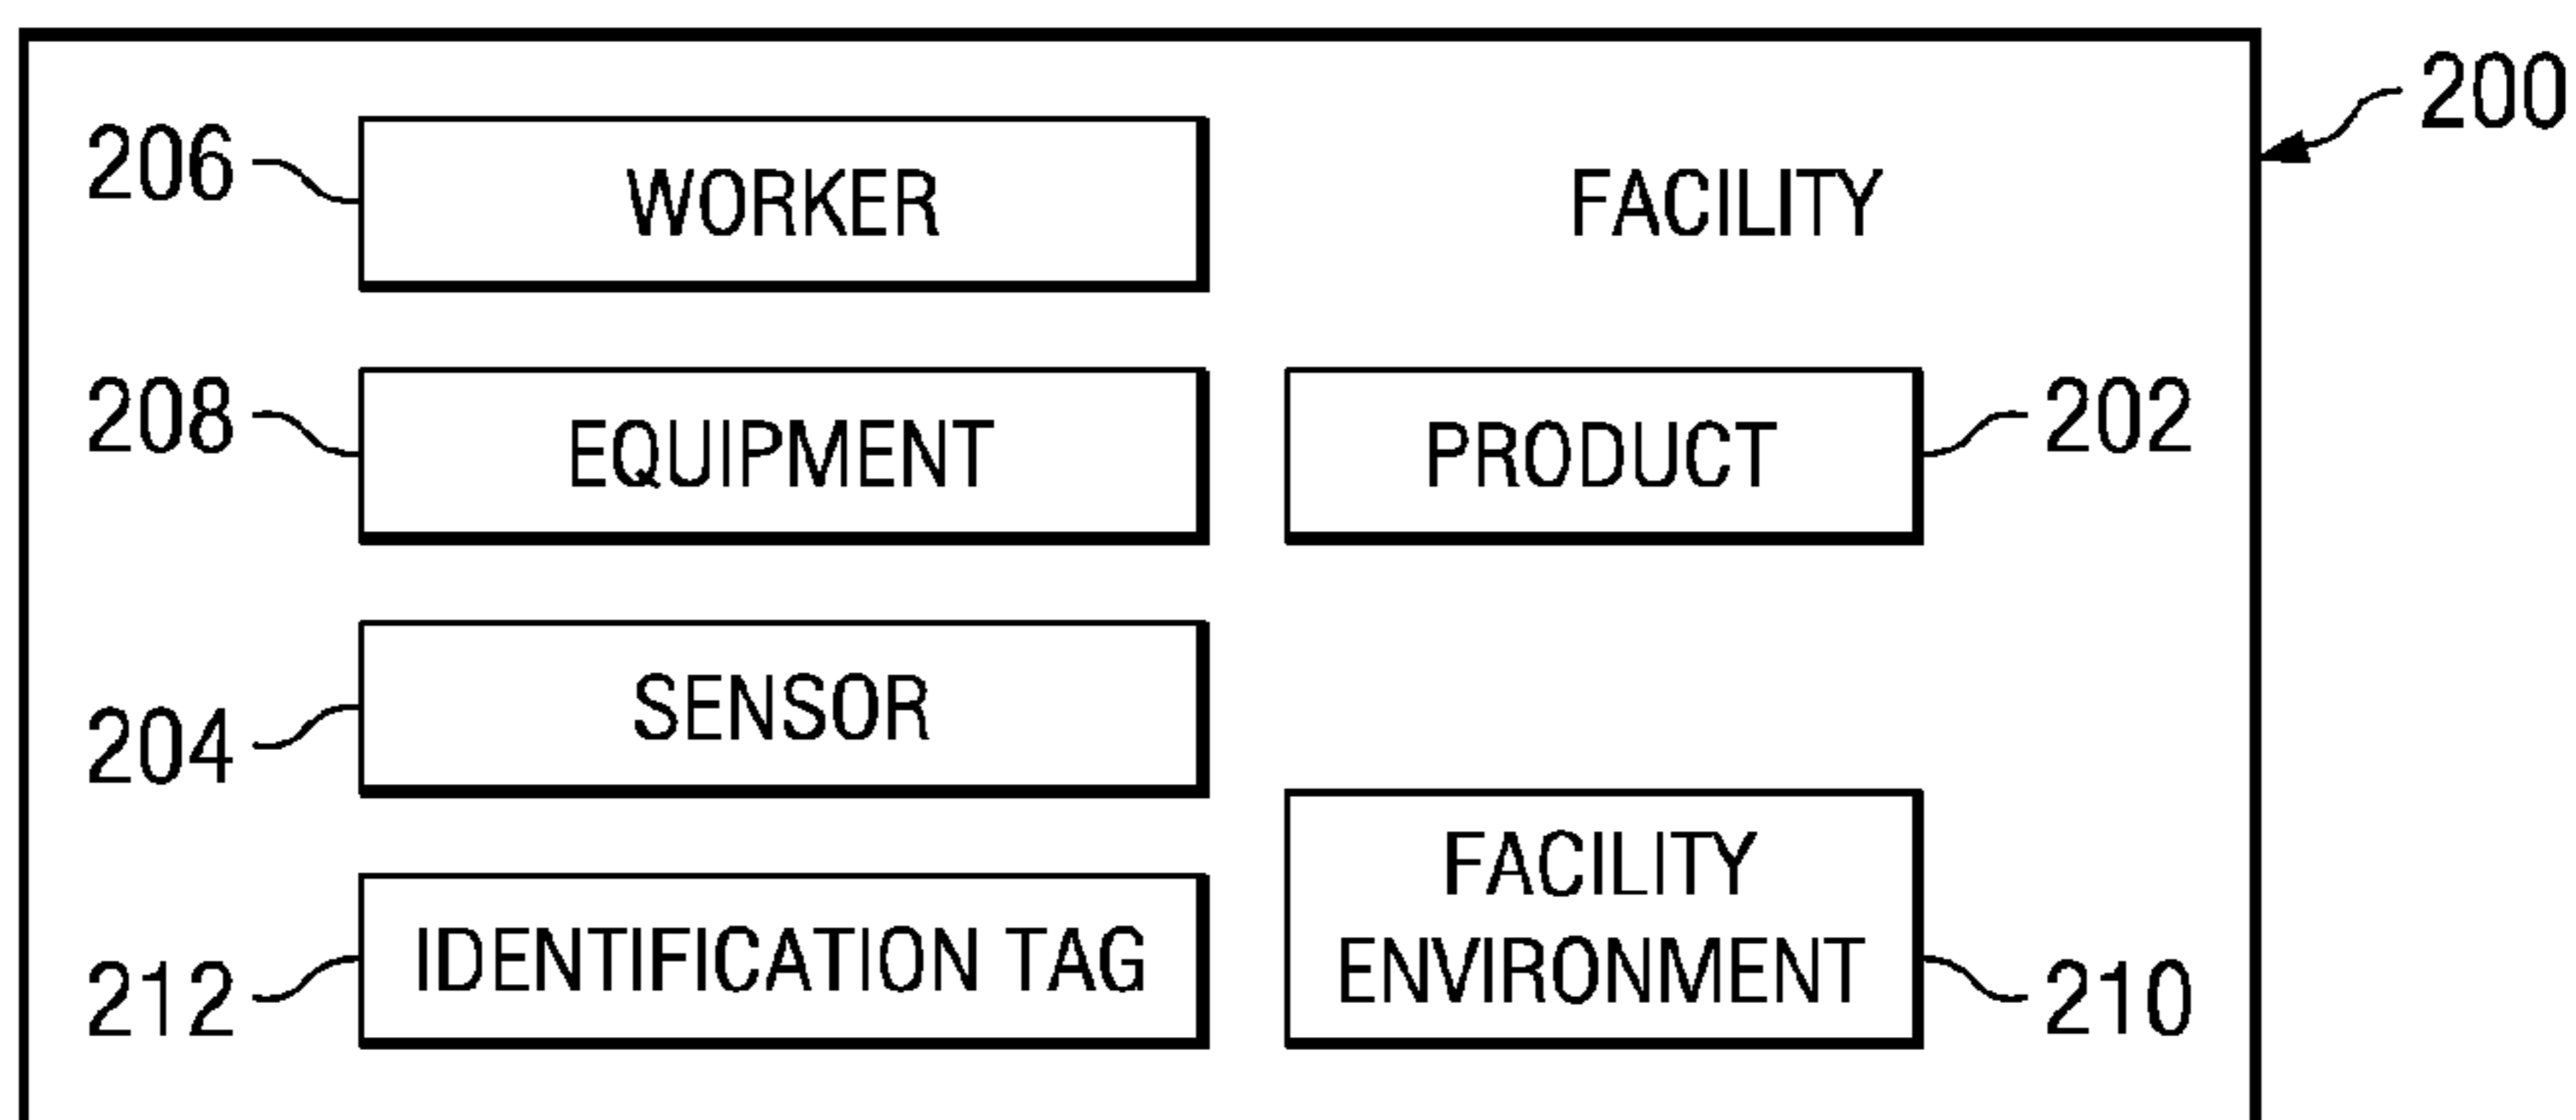 200
206 WORKER FACILITY
208 EQUIPMENT PRODUCT 202
204 SENSOR
212 IDENTIFICATION TAG
FACILITY
ENVIRONMENT 210